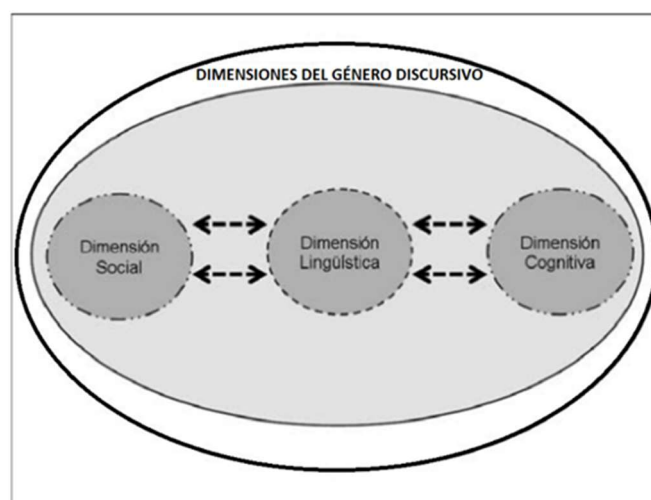 DIMENSIONES DEL GÉNERO DISCURSIVO
Dimensión
Social
Dimensión
Lingüística
Dimensión
Cognitiva